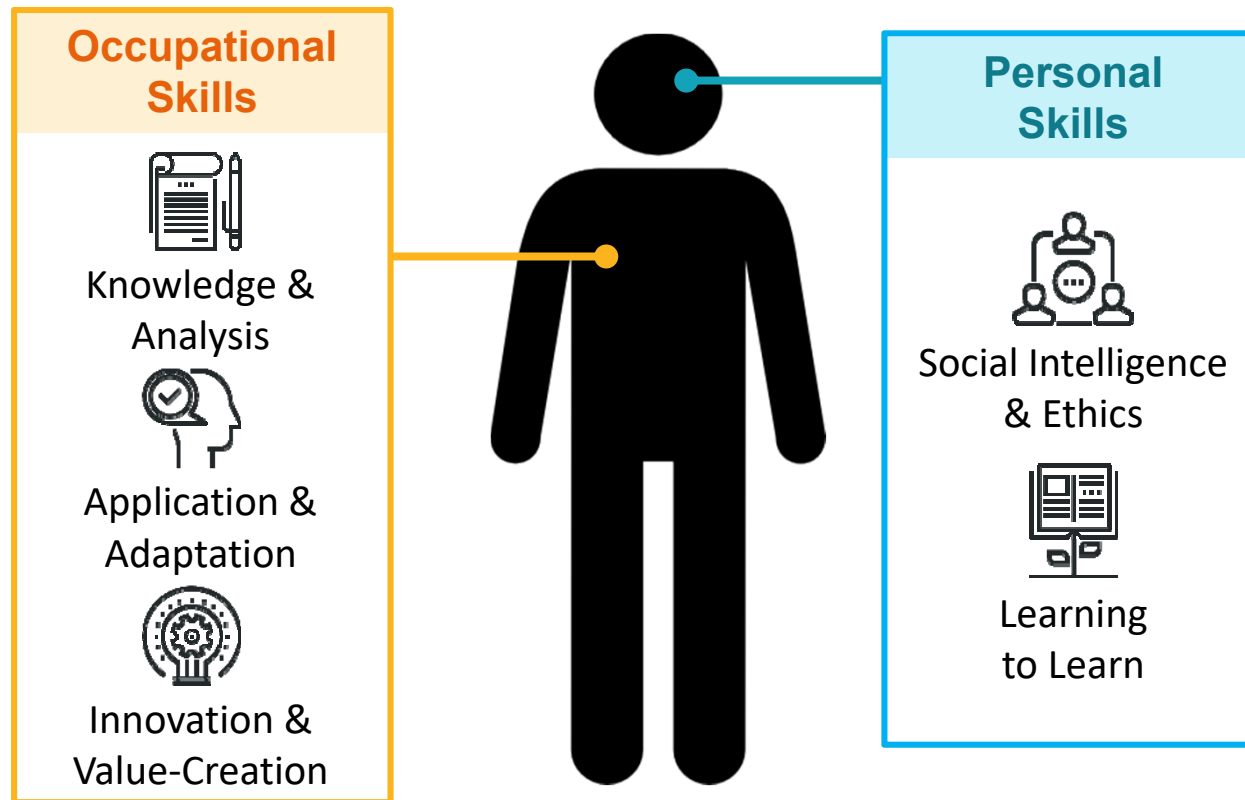 Occupational
Skills
Knowledge &
Analysis
Application &
Adaptation
Innovation &
Value-Creation
Personal
Skills
Social Intelligence
& Ethics
Learning
to Learn